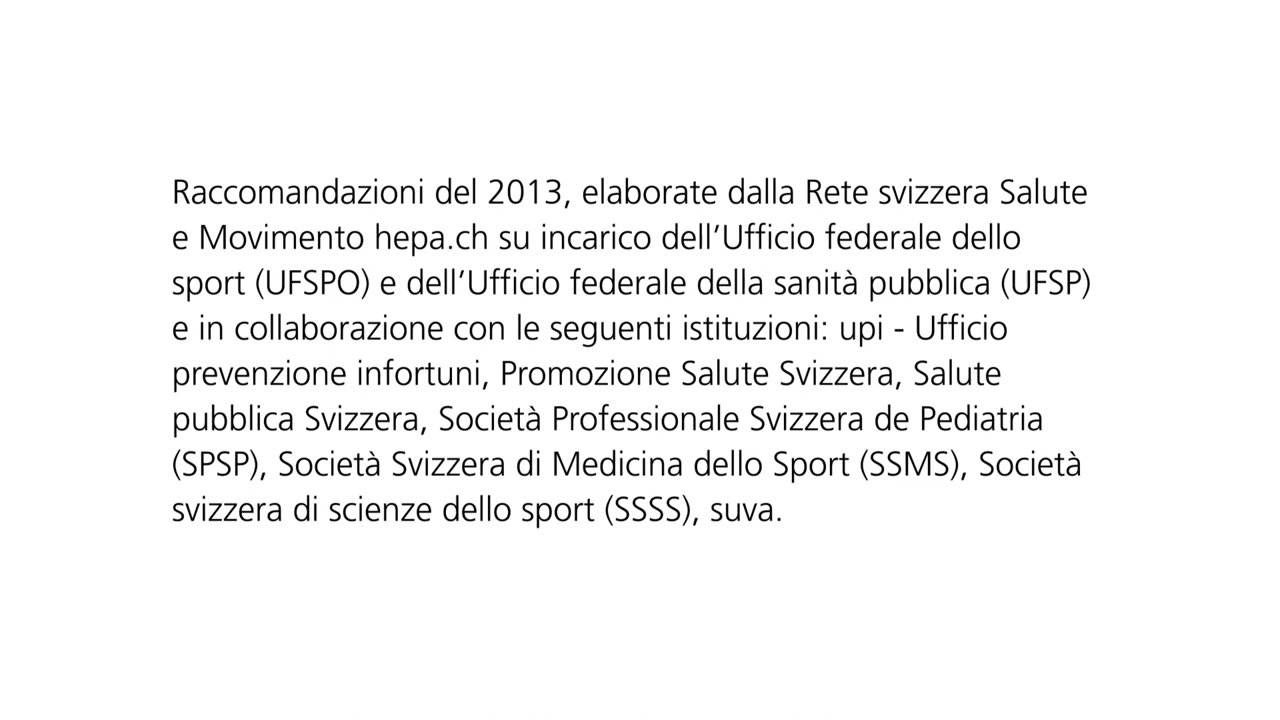 Raccomandazioni del 2013, elaborate dalla Rete svizzera Salute
e Movimento hepa.ch su incarico dell’Ufficio federale dello
sport (UFSPO) e dell’Ufficio federale della sanità pubblica (UFSP)
e in collaborazione con le seguenti istituzioni: upi - Ufficio
prevenzione infortuni, Promozione Salute Svizzera, Salute
pubblica Svizzera, Società Professionale Svizzera de Pediatria
(SPSP), Società Svizzera di Medicina dello Sport (SSMS), Società
svizzera di scienze dello sport (SSSS), suva.